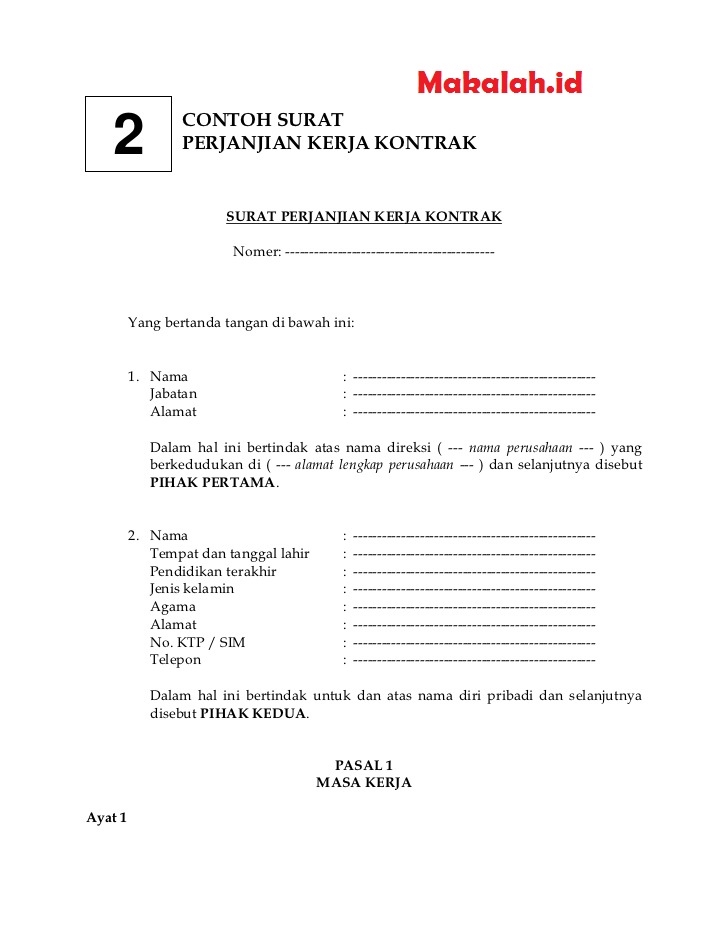 Makalah.id
2
CONTOH SURAT
PERJANJIAN KERJA KONTRAK
SURAT PERJANJIAN KERJA KONTRAK
Nomer: --------------------------------------------
Yang bertanda tangan di bawah ini:
1. Nama : ---------------------------------------------------
Jabatan : ---------------------------------------------------
Alamat : ---------------------------------------------------
Dalam hal ini bertindak atas nama direksi ( --- nama perusahaan --- ) yang
berkedudukan di ( --- alamat lengkap perusahaan --- ) dan selanjutnya disebut
PIHAK PERTAMA.
2. Nama : ---------------------------------------------------
Tempat dan tanggal lahir : ---------------------------------------------------
Pendidikan terakhir : ---------------------------------------------------
Jenis kelamin : ---------------------------------------------------
Agama : ---------------------------------------------------
Alamat : ---------------------------------------------------
No. KTP / SIM : ---------------------------------------------------
Telepon : ---------------------------------------------------
Dalam hal ini bertindak untuk dan atas nama diri pribadi dan selanjutnya
disebut PIHAK KEDUA.
PASAL 1
MASA KERJA
Ayat 1